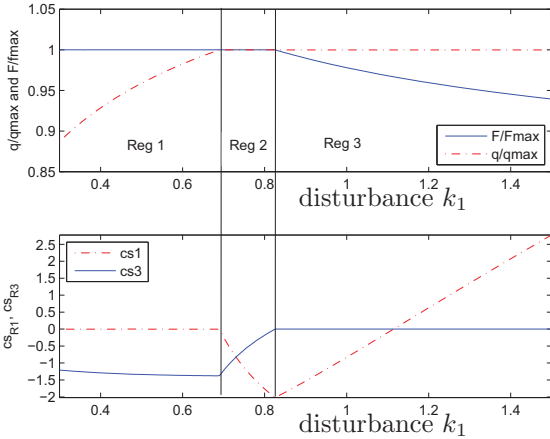 q/qmax and F/fmax
1.05
1
0.95
0.9
0.85
Reg 1
Reg 2
Reg 3
F/Fmax
q/qmax
0.4
0.6
0.8
1
1.2
1.4
disturbance k₁
cs_R1, cs_R3
2.5
2
1.5
1
0.5
0
−0.5
−1
−1.5
−2
cs1
cs3
0.4
0.6
0.8
1
1.2
1.4
disturbance k₁